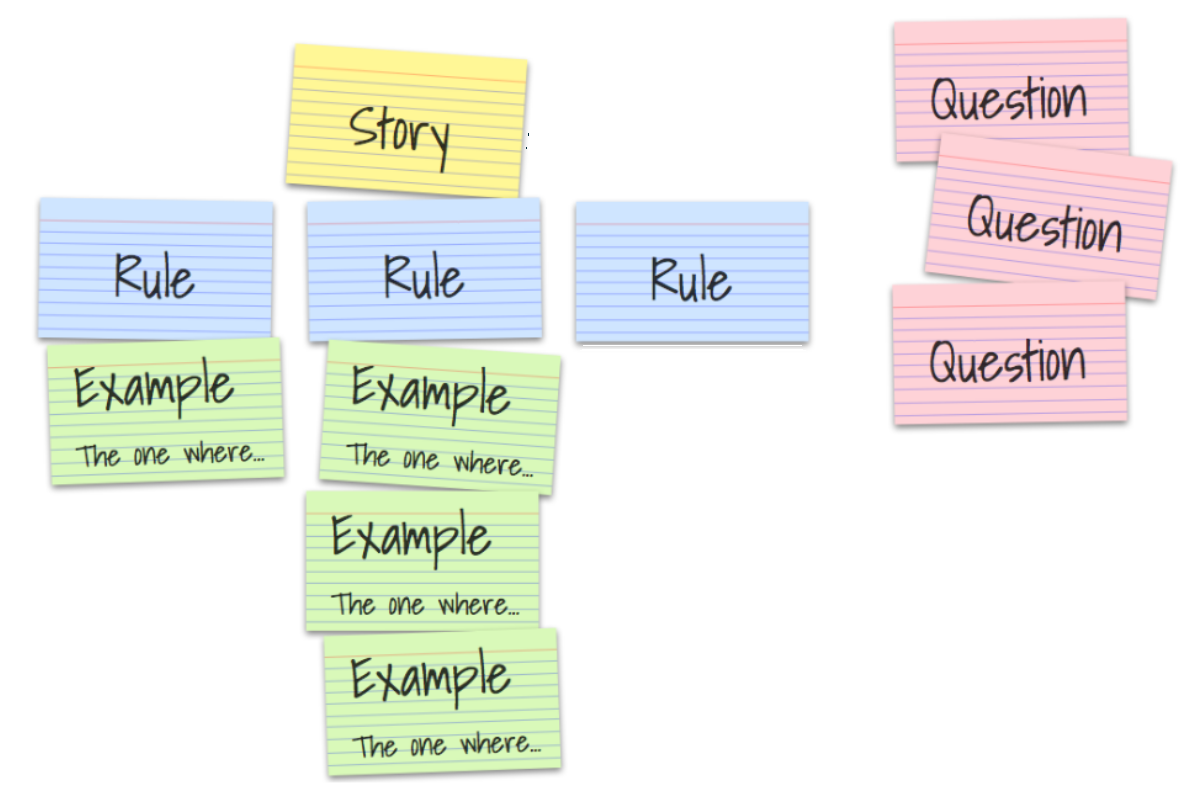 Story
Rule
Rule
Rule
Example
The one where...
Example
The one where...
Example
The one where...
Example
The one where...
Question
Question
Question